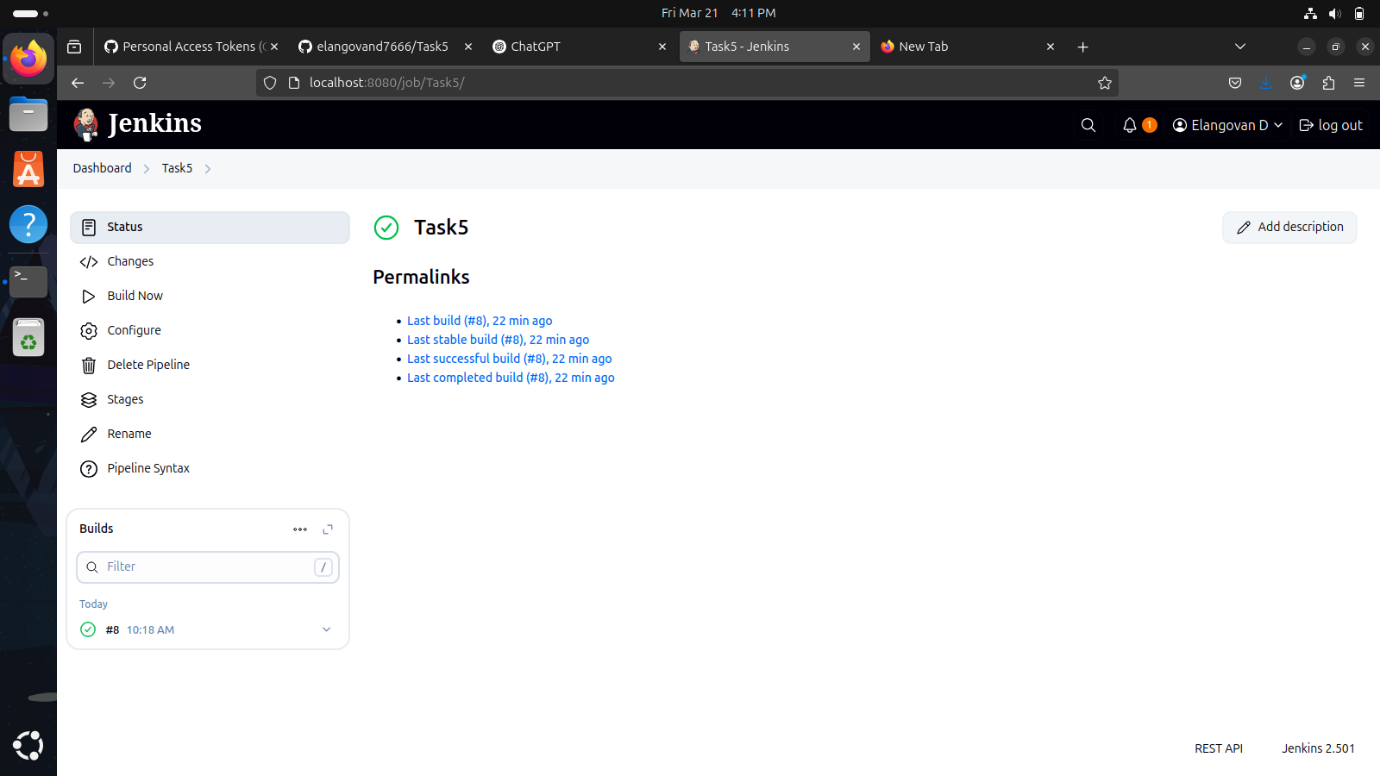 Fri Mar 21 4:11 PM
Personal Access Tokens (C
elangovand7666/Task5
ChatGPT
Task5 - Jenkins
New Tab
localhost:8080/job/Task5/
Jenkins
1
Elangovan D
log out
Dashboard
Task5
Status
Changes
Build Now
Configure
Delete Pipeline
Stages
Rename
Pipeline Syntax
Builds
Filter
/
Today
#8 10:18 AM
Task5
Add description
Permalinks
Last build (#8), 22 min ago
Last stable build (#8), 22 min ago
Last successful build (#8), 22 min ago
Last completed build (#8), 22 min ago
REST API
Jenkins 2.501